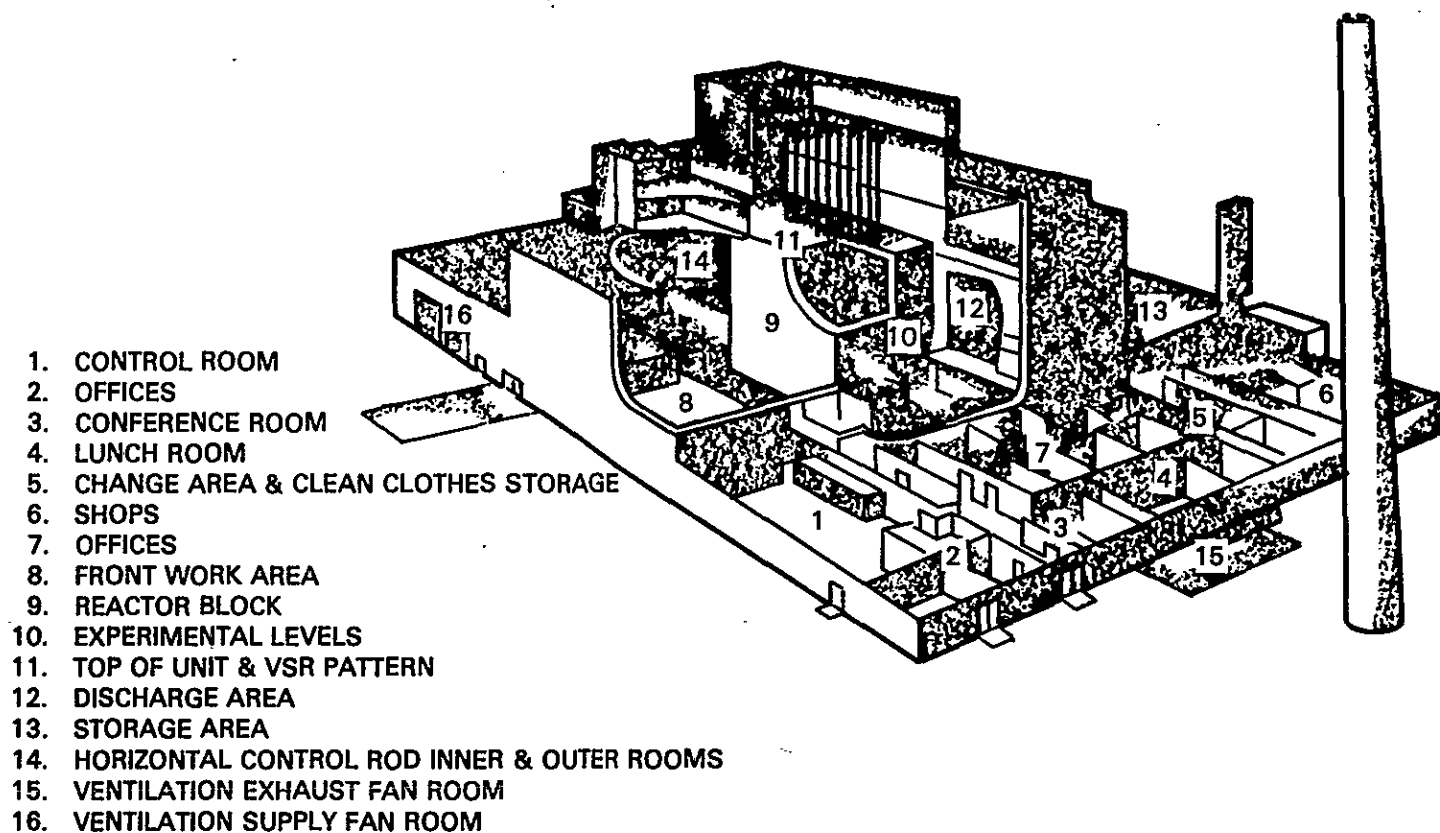 11
14
12
13
16
9
10
6
8
5
7
4
1
3
2
15
1. CONTROL ROOM
2. OFFICES
3. CONFERENCE ROOM
4. LUNCH ROOM
5. CHANGE AREA & CLEAN CLOTHES STORAGE
6. SHOPS
7. OFFICES
8. FRONT WORK AREA
9. REACTOR BLOCK
10. EXPERIMENTAL LEVELS
11. TOP OF UNIT & VSR PATTERN
12. DISCHARGE AREA
13. STORAGE AREA
14. HORIZONTAL CONTROL ROD INNER & OUTER ROOMS
15. VENTILATION EXHAUST FAN ROOM
16. VENTILATION SUPPLY FAN ROOM